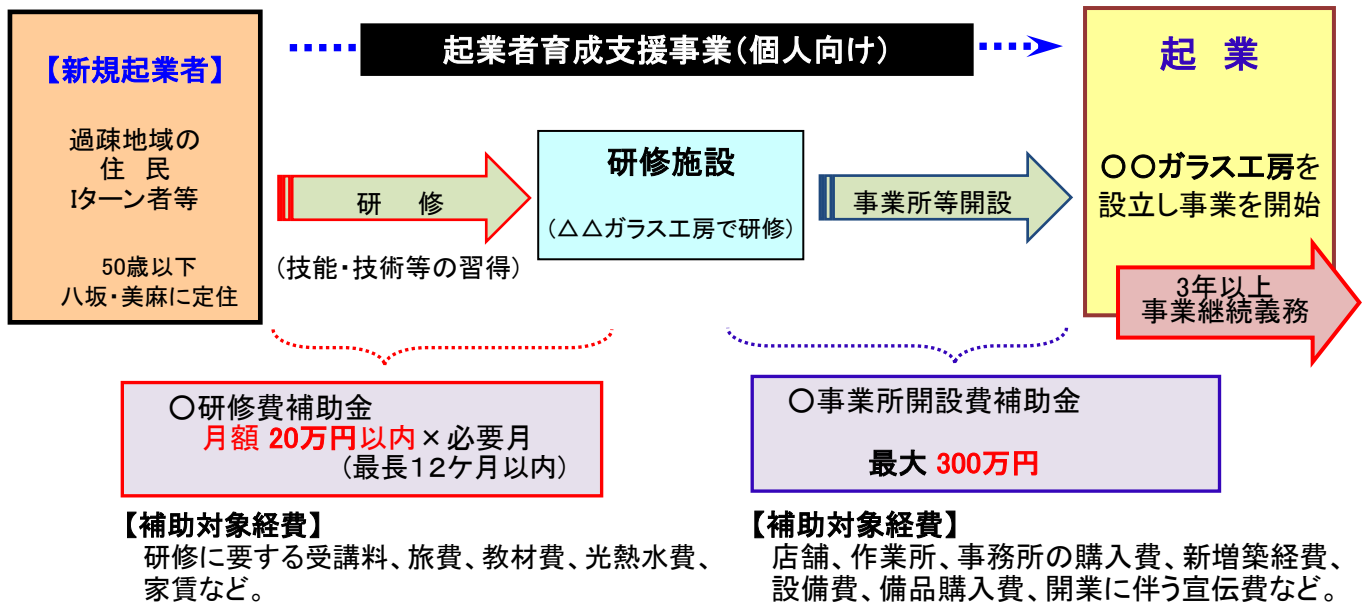 起業者育成支援事業(個人向け)
【新規起業者】
過疎地域の
住 民
Iターン者等
50歳以下
八坂・美麻に定住
研 修
(技能・技術等の習得)
研修施設
(△△ガラス工房で研修)
事業所等開設
起 業
〇〇ガラス工房を
設立し事業を開始
3年以上
事業継続義務
〇研修費補助金
月額 20万円以内×必要月
(最長12ケ月以内)
【補助対象経費】
研修に要する受講料、旅費、教材費、光熱水費、
家賃など。
〇事業所開設費補助金
最大 300万円
【補助対象経費】
店舗、作業所、事務所の購入費、新増築経費、
設備費、備品購入費、開業に伴う宣伝費など。